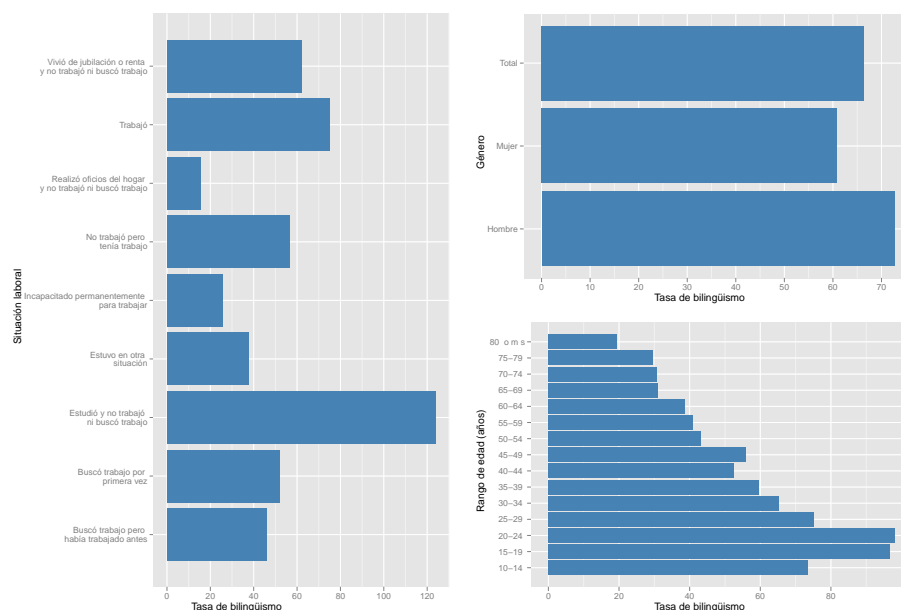 Situación laboral
Vivió de jubilación o renta
y no trabajó ni buscó trabajo
Trabajó
Realizó oficios del hogar
y no trabajó ni buscó trabajo
No trabajó pero
tenía trabajo
Incapacitado permanentemente
para trabajar
Estuvo en otra
situación
Estudió y no trabajó
ni buscó trabajo
Buscó trabajo por
primera vez
Buscó trabajo pero
había trabajado antes
0 20 40 60 80 100 120
Tasa de bilingüismo
Género
Total
Mujer
Hombre
0 10 20 30 40 50 60 70
Tasa de bilingüismo
Rango de edad (años)
80 o m s
75–79
70–74
65–69
60–64
55–59
50–54
45–49
40–44
35–39
30–34
25–29
20–24
15–19
10–14
0 20 40 60 80
Tasa de bilingüismo